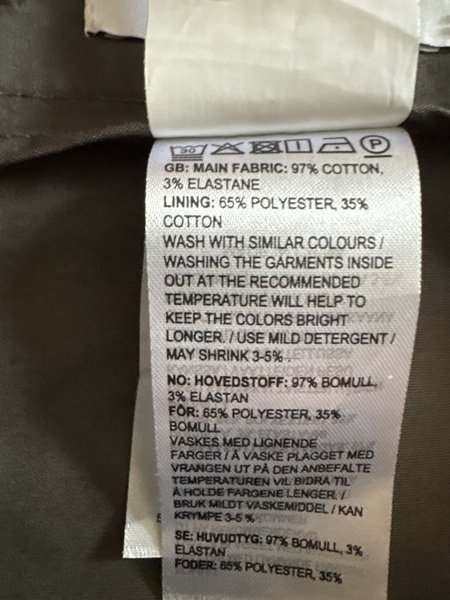 30
P
GB: MAIN FABRIC: 97% COTTON,
3% ELASTANE
LINING: 65% POLYESTER, 35%
COTTON
WASH WITH SIMILAR COLOURS /
WASHING THE GARMENTS INSIDE
OUT AT THE RECOMMENDED
TEMPERATURE WILL HELP TO
KEEP THE COLORS BRIGHT
LONGER. / USE MILD DETERGENT /
MAY SHRINK 3-5% .
NO: HOVEDSTOFF: 97% BOMULL,
3% ELASTAN
FÔR: 65% POLYESTER, 35%
BOMULL
VASKES MED LIGNENDE
FARGER / Å VASKE PLAGGET MED
VRANGEN UT PÅ DEN ANBEFALTE
TEMPERATUREN VIL BIDRA TIL
Å HOLDE FARGENE LENGER. /
BRUK MILDT VASKEMIDDEL / KAN
KRYMPE 3-5 %
SE: HUVUDTYG: 97% BOMULL, 3%
ELASTAN
FODER: 65% POLYESTER, 35%